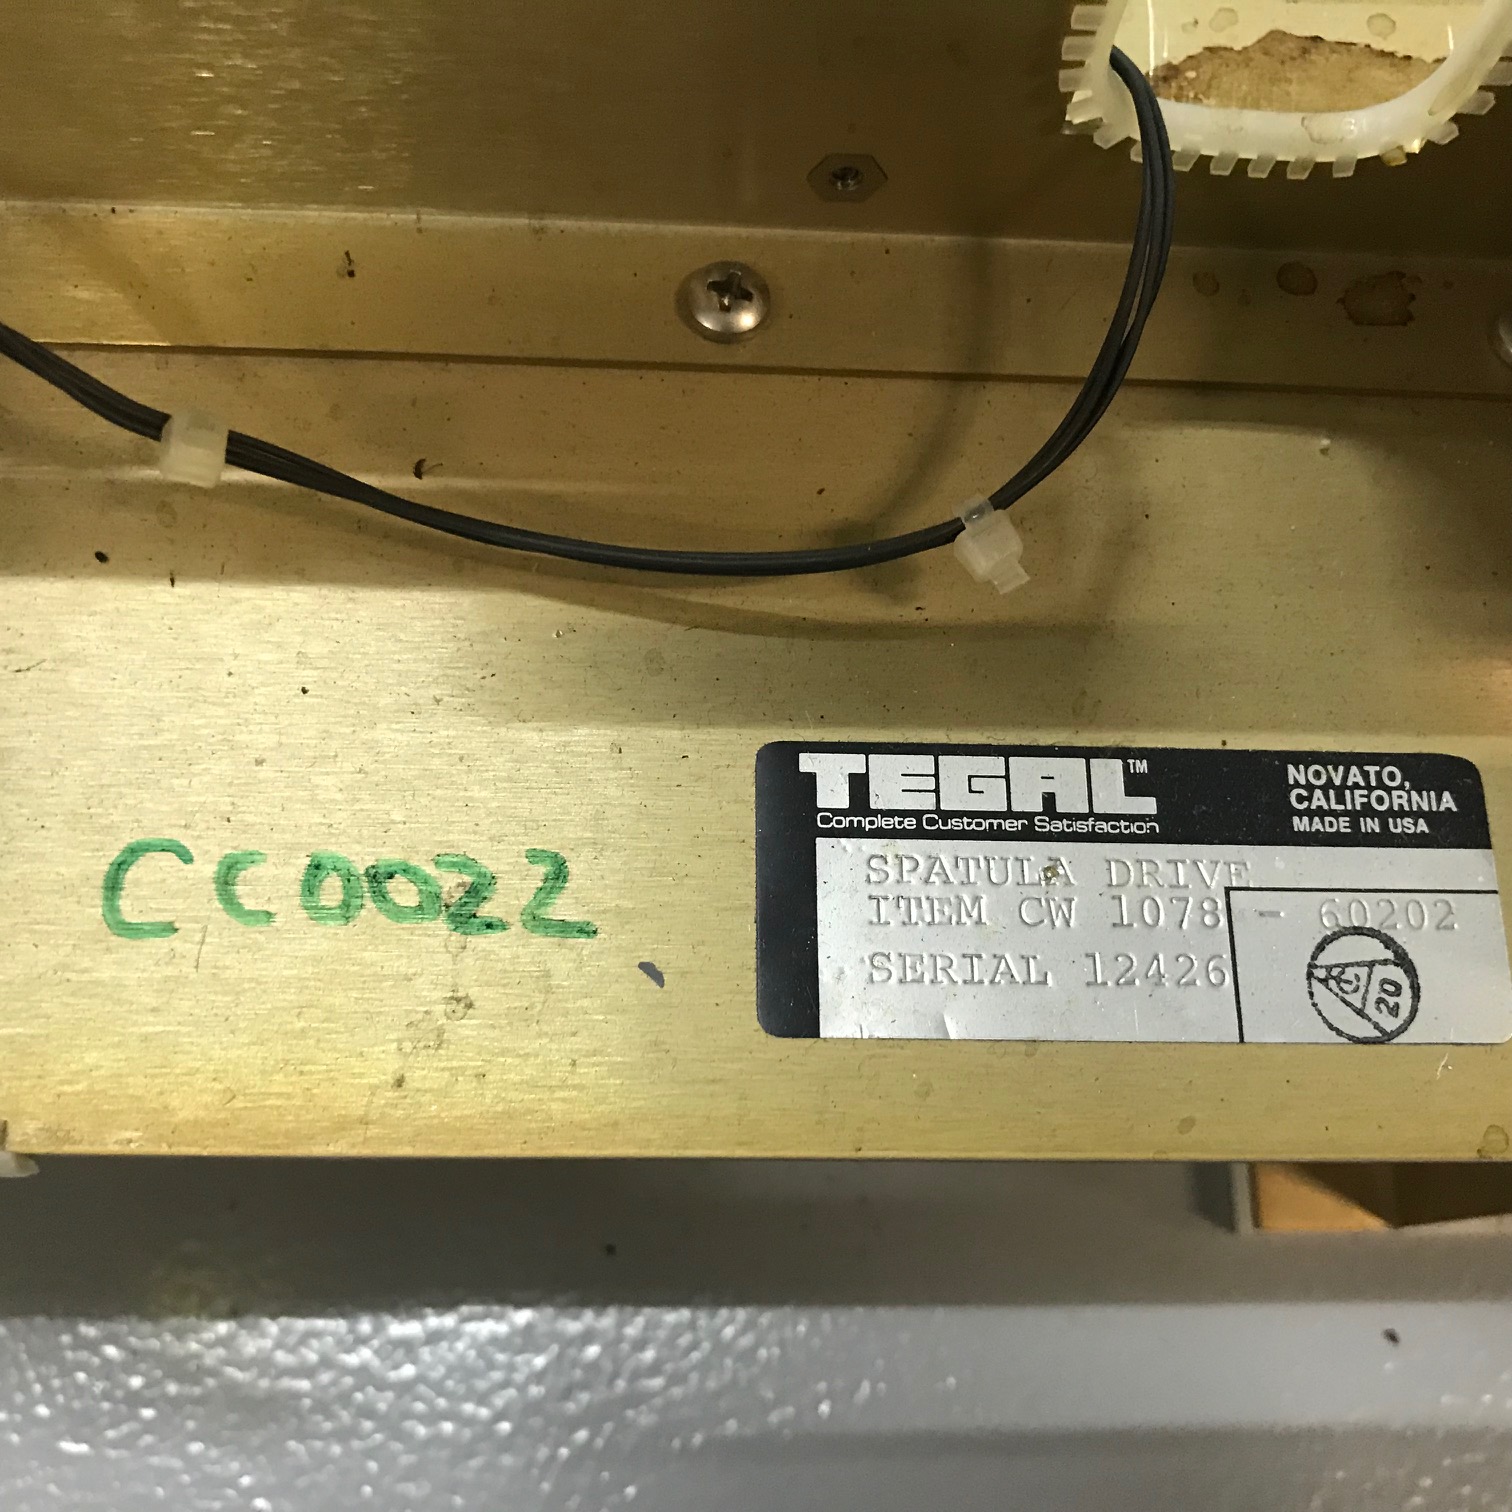 TEGAL™
Complete Customer Satisfaction
NOVATO,
CALIFORNIA
MADE IN USA
SPATULA DRIVE
ITEM CW 1078 - 60202
SERIAL 12426
20
CC0022